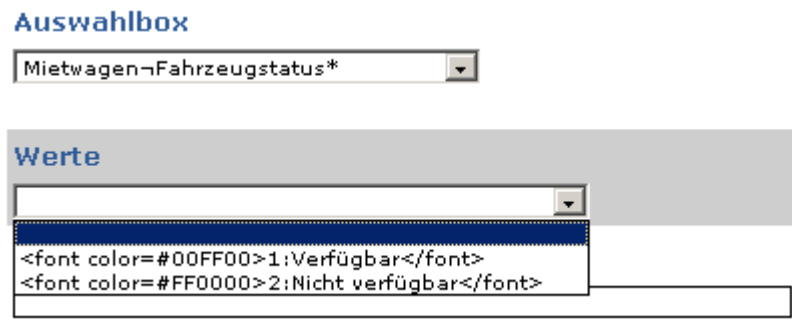 Auswahlbox
Mietwagen¬Fahrzeugstatus*
Werte
<font color=#00FF00>1:Verfügbar</font>
<font color=#FF0000>2:Nicht verfügbar</font>